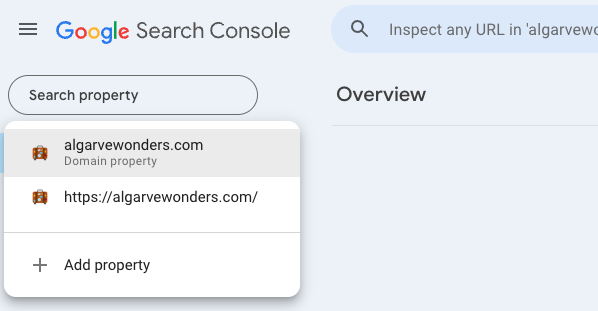 Google Search Console
Inspect any URL in 'algarvewo
Search property
Overview
algarvewonders.com
Domain property
https://algarvewonders.com/
Add property